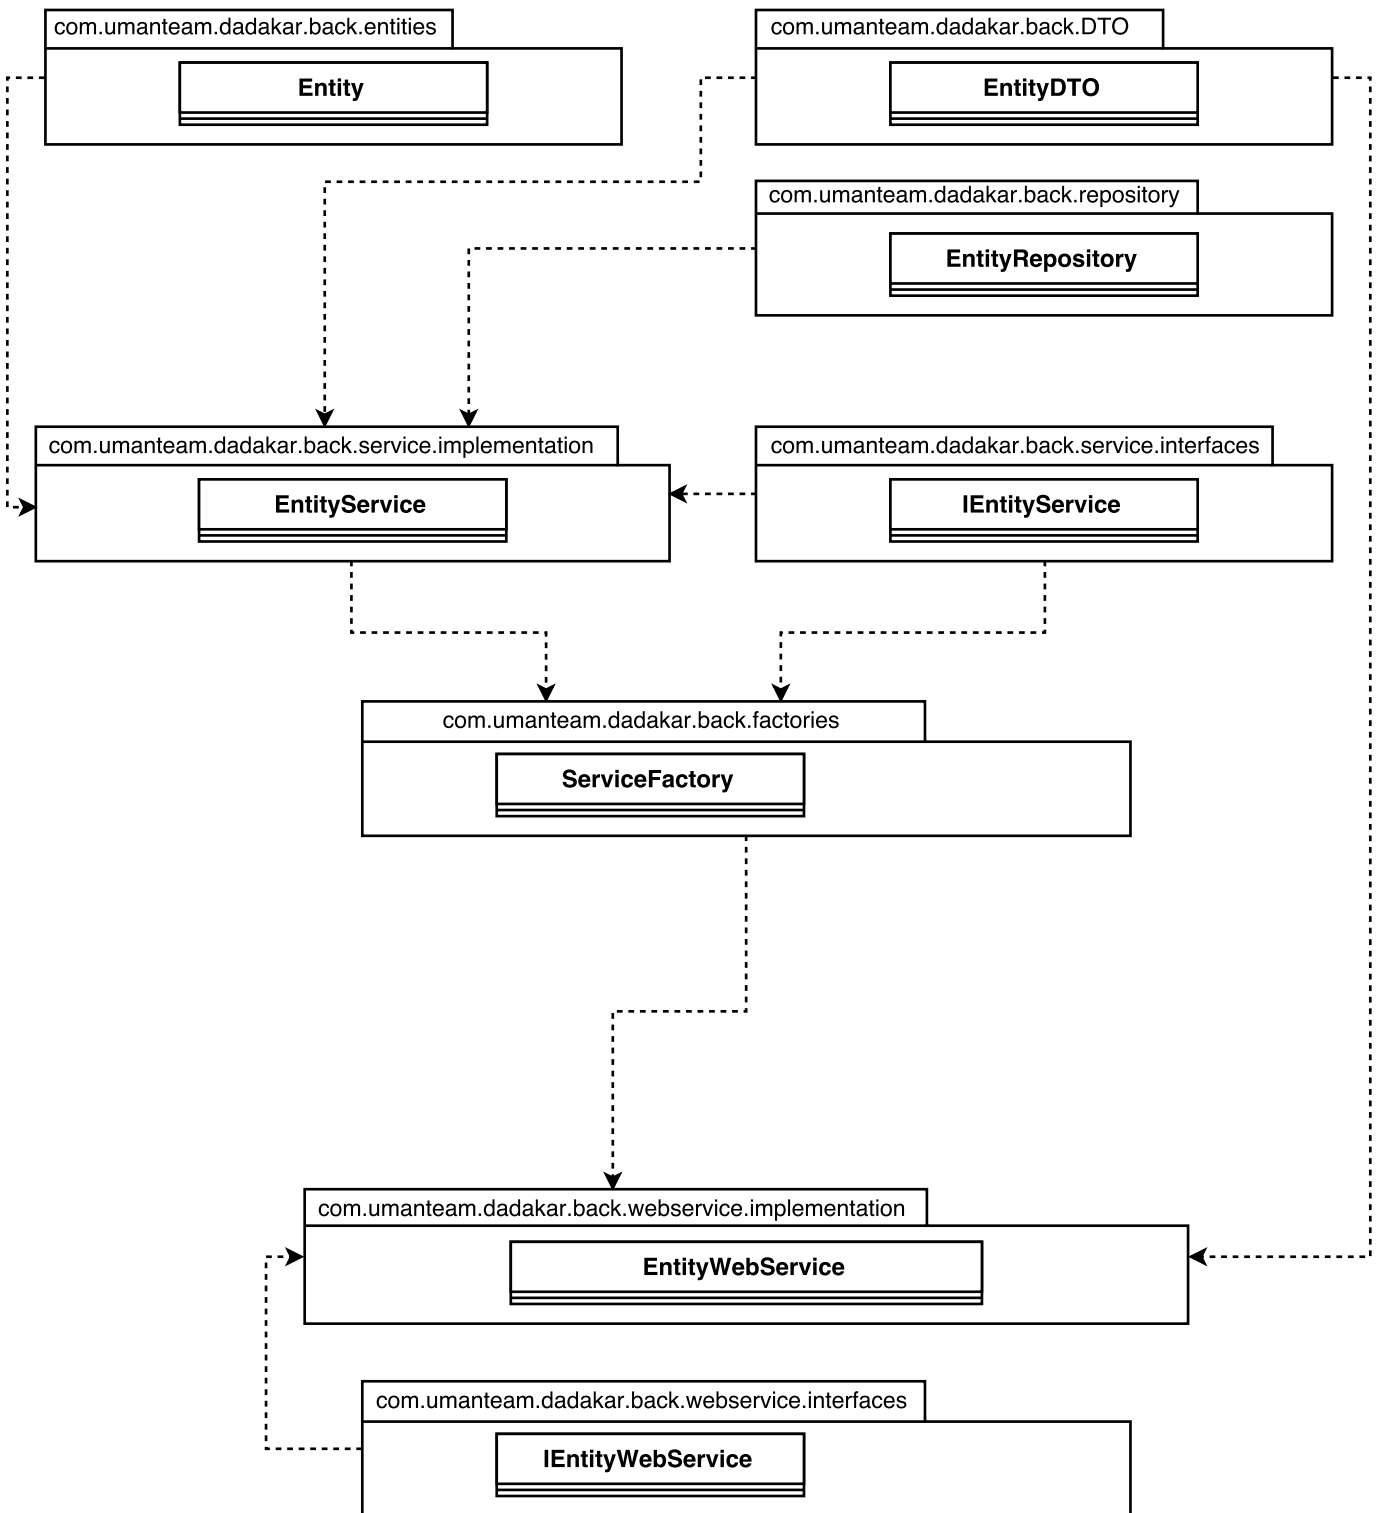 com.umanteam.dadakar.back.entities
Entity
com.umanteam.dadakar.back.DTO
EntityDTO
com.umanteam.dadakar.back.repository
EntityRepository
com.umanteam.dadakar.back.service.implementation
EntityService
com.umanteam.dadakar.back.service.interfaces
IEntityService
com.umanteam.dadakar.back.factories
ServiceFactory
com.umanteam.dadakar.back.webservice.implementation
EntityWebService
com.umanteam.dadakar.back.webservice.interfaces
IEntityWebService